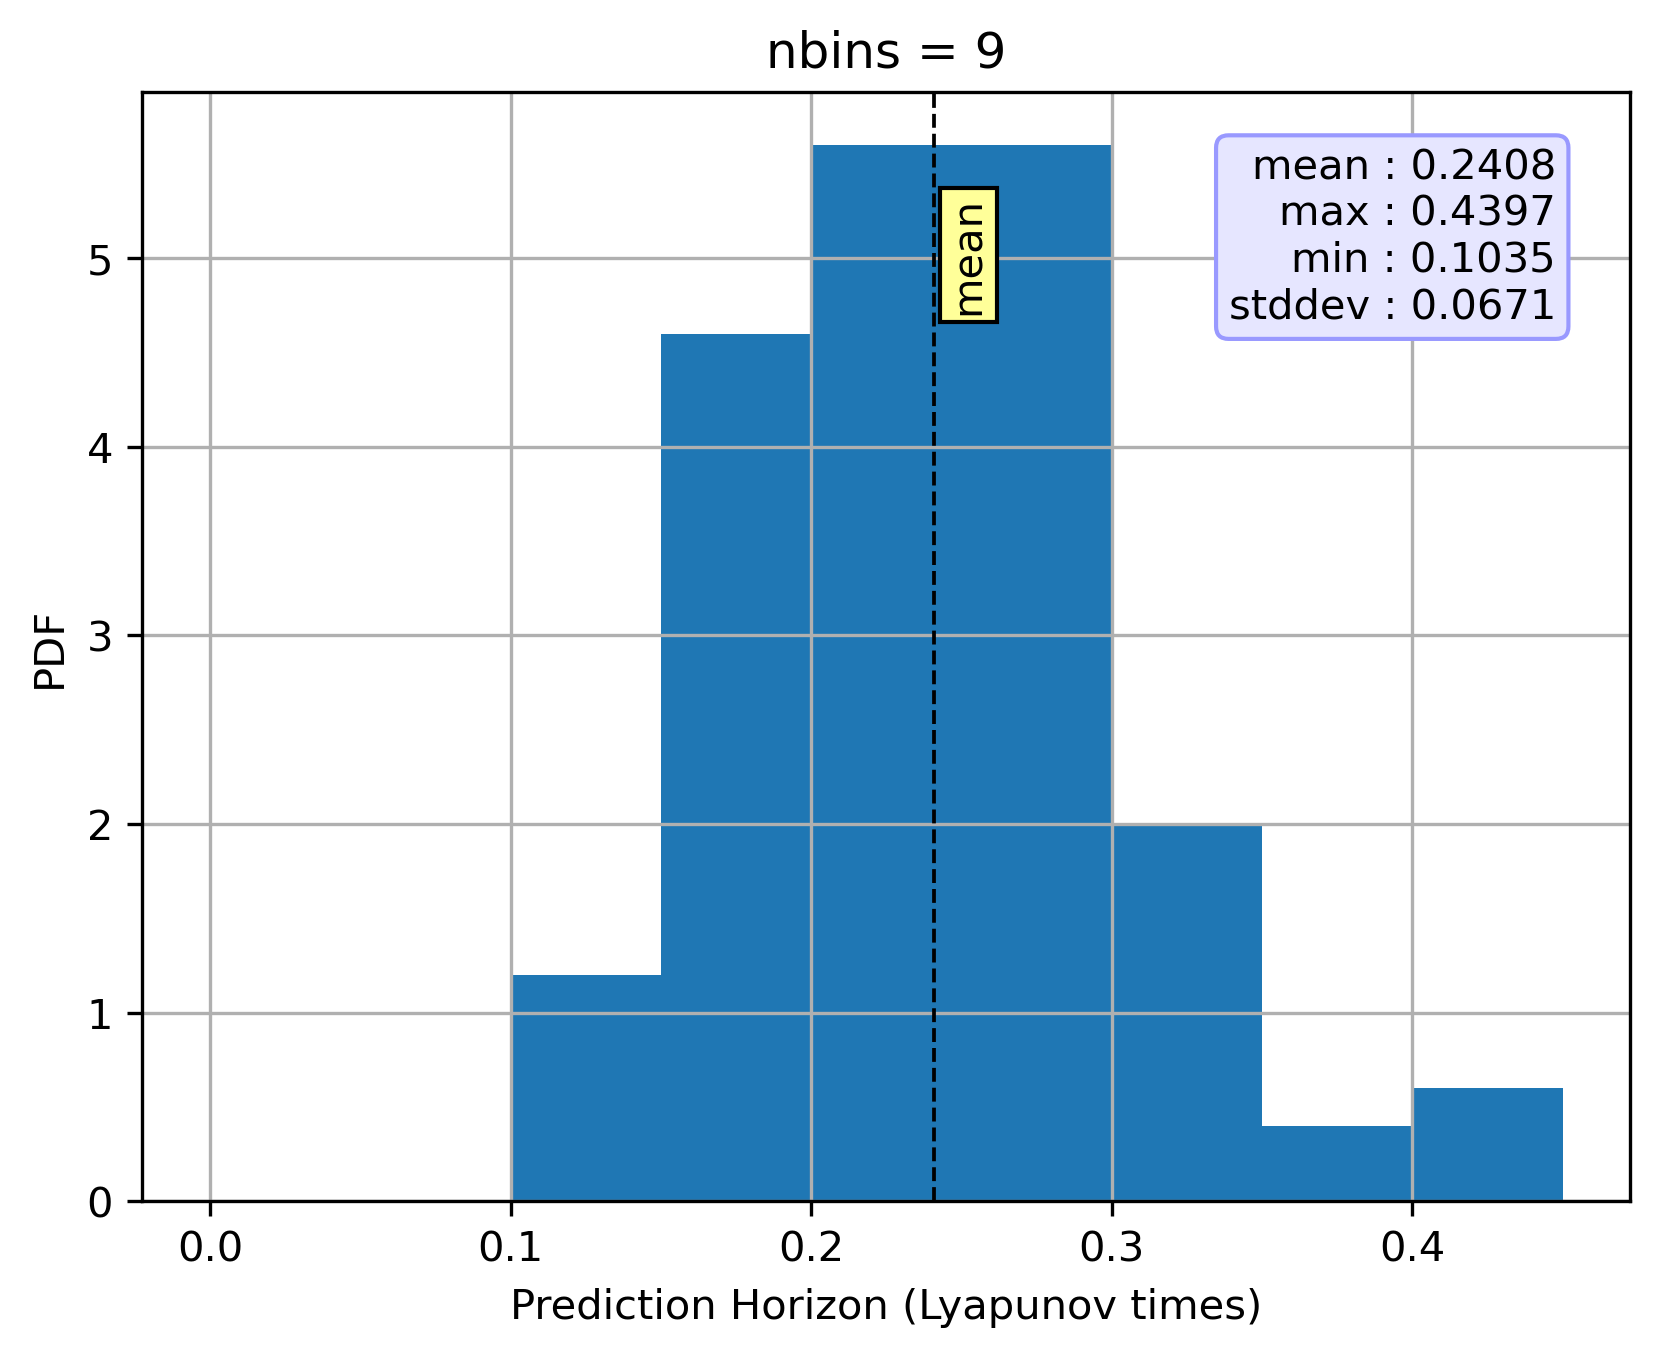 nbins = 9
mean : 0.2408
max : 0.4397
min : 0.1035
stddev : 0.0671
mean
PDF
5
4
3
2
1
0
0.0 0.1 0.2 0.3 0.4
Prediction Horizon (Lyapunov times)